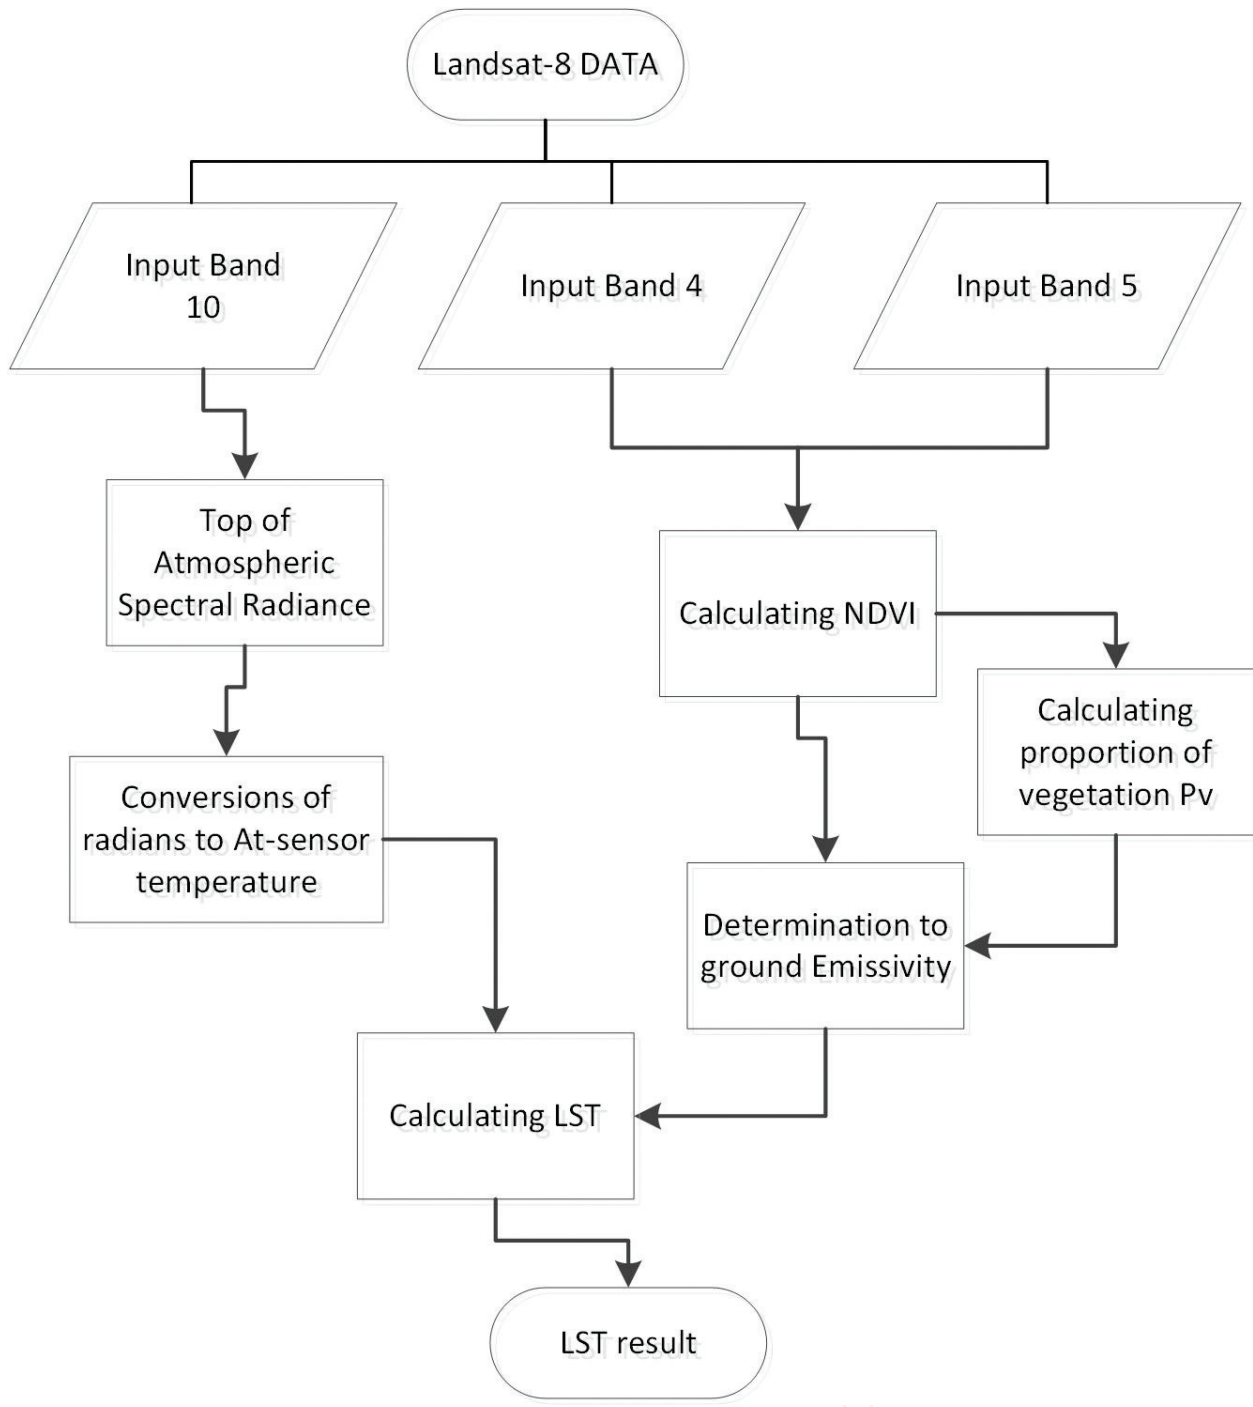 Landsat-8 DATA
Input Band
10
Input Band 4
Input Band 5
Top of
Atmospheric
Spectral Radiance
Calculating NDVI
Calculating
proportion of
vegetation Pv
Conversions of
radians to At-sensor
temperature
Determination to
ground Emissivity
Calculating LST
LST result